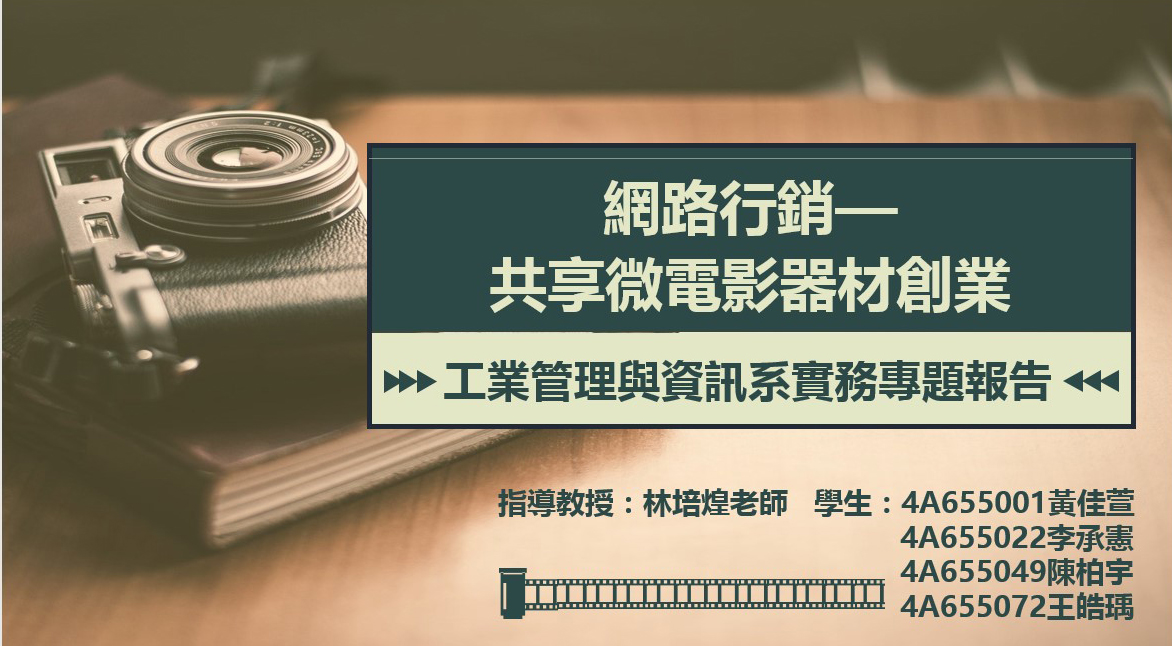 網路行銷—
共享微電影器材創業
工業管理與資訊系實務專題報告
指導教授：林培煌老師 學生：4A655001黃佳萱
4A655022李承憲
4A655049陳柏宇
4A655072王皓瑀